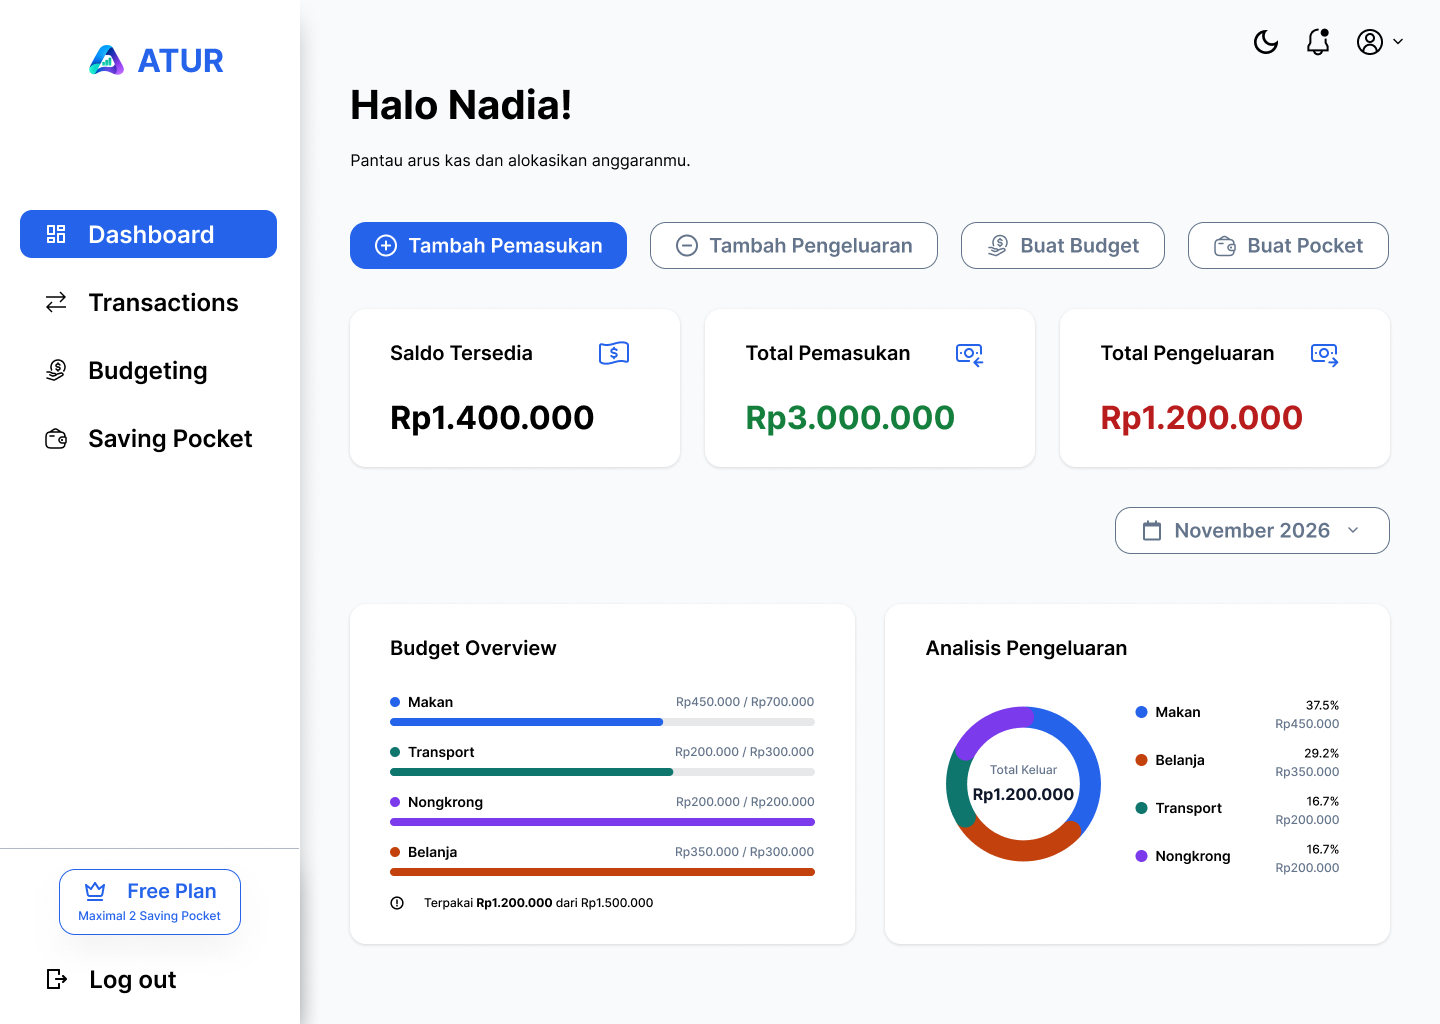 ATUR
Dashboard
Transactions
Budgeting
Saving Pocket
Free Plan
Maximal 2 Saving Pocket
Log out
Halo Nadia!
Pantau arus kas dan alokasikan anggaranmu.
Tambah Pemasukan
Tambah Pengeluaran
Buat Budget
Buat Pocket
Saldo Tersedia
Rp1.400.000
Total Pemasukan
Rp3.000.000
Total Pengeluaran
Rp1.200.000
November 2026
Budget Overview
Makan Rp450.000 / Rp700.000
Transport Rp200.000 / Rp300.000
Nongkrong Rp200.000 / Rp200.000
Belanja Rp350.000 / Rp300.000
Terpakai Rp1.200.000 dari Rp1.500.000
Analisis Pengeluaran
Total Keluar
Rp1.200.000
Makan
37.5%
Rp450.000
Belanja
29.2%
Rp350.000
Transport
16.7%
Rp200.000
Nongkrong
16.7%
Rp200.000